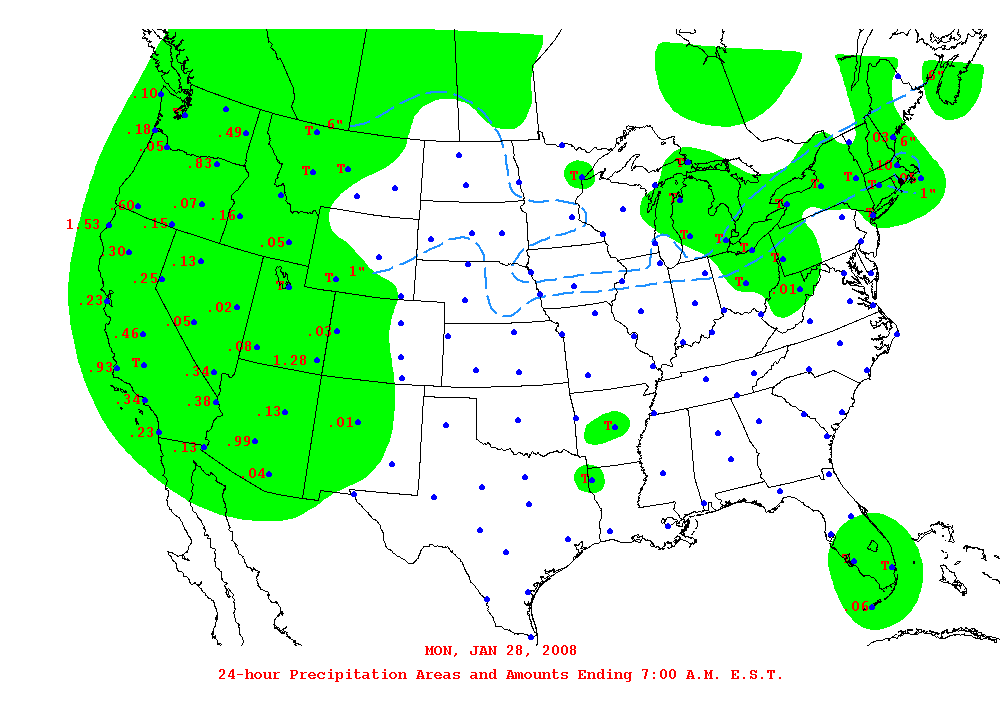 6"
.10
T
T 6"
.18
.49
.03 6"
.05
T
.83
T T
T
.10
T
.01
T T T
1"
.60
.07
T
T
.16
T
1.53
.15
T
T
.05
T
.30
.13
T
1"
.25
T
T
T
.01
.23
.02
.05
.03
.46
.08
1.28
T
.93
.34
.34
.38
.13
.01
T
.23
.99
.13
.04
T
T
T
.06
MON, JAN 28, 2008
24-hour Precipitation Areas and Amounts Ending 7:00 A.M. E.S.T.